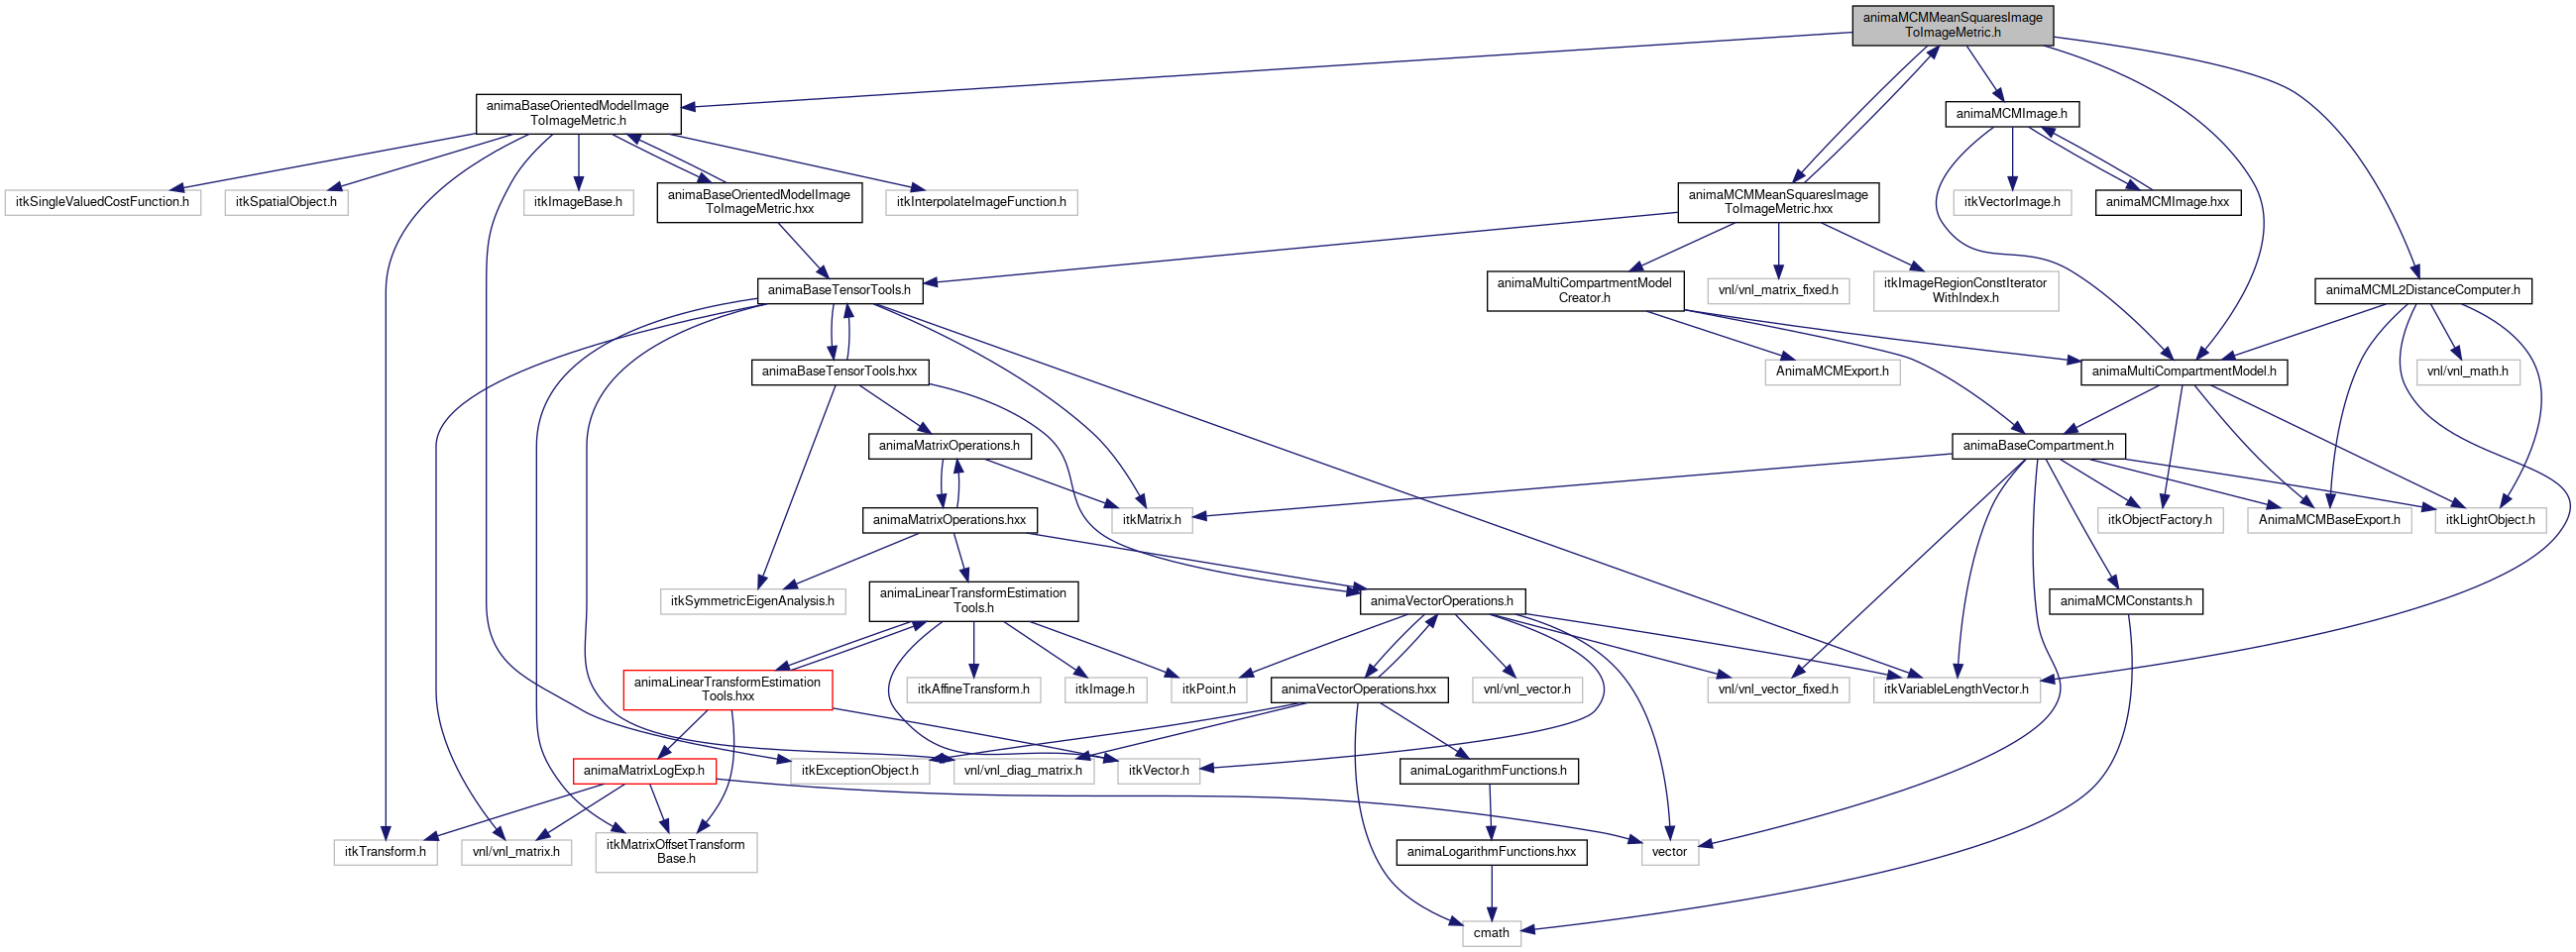 animaMCMMeanSquaresImage
ToImageMetric.h
animaBaseOrientedModelImage
ToImageMetric.h
animaMCMImage.h
itkSingleValuedCostFunction.h
itkSpatialObject.h
itkImageBase.h
animaBaseOrientedModelImage
ToImageMetric.hxx
itkInterpolateImageFunction.h
animaMCMMeanSquaresImage
ToImageMetric.hxx
itkVectorImage.h
animaMCMImage.hxx
animaBaseTensorTools.h
animaMultiCompartmentModel
Creator.h
vnl/vnl_matrix_fixed.h
itkImageRegionConstIterator
WithIndex.h
animaMCML2DistanceComputer.h
animaBaseTensorTools.hxx
AnimaMCMExport.h
animaMultiCompartmentModel.h
vnl/vnl_math.h
animaMatrixOperations.h
animaBaseCompartment.h
animaMatrixOperations.hxx
itkMatrix.h
itkObjectFactory.h
AnimaMCMBaseExport.h
itkLightObject.h
itkSymmetricEigenAnalysis.h
animaLinearTransformEstimation
Tools.h
animaVectorOperations.h
animaMCMConstants.h
animaLinearTransformEstimation
Tools.hxx
itkAffineTransform.h
itkImage.h
itkPoint.h
animaVectorOperations.hxx
vnl/vnl_vector.h
vnl/vnl_vector_fixed.h
itkVariableLengthVector.h
animaMatrixLogExp.h
itkExceptionObject.h
vnl/vnl_diag_matrix.h
itkVector.h
animaLogarithmFunctions.h
itkTransform.h
vnl/vnl_matrix.h
itkMatrixOffsetTransform
Base.h
animaLogarithmFunctions.hxx
vector
cmath